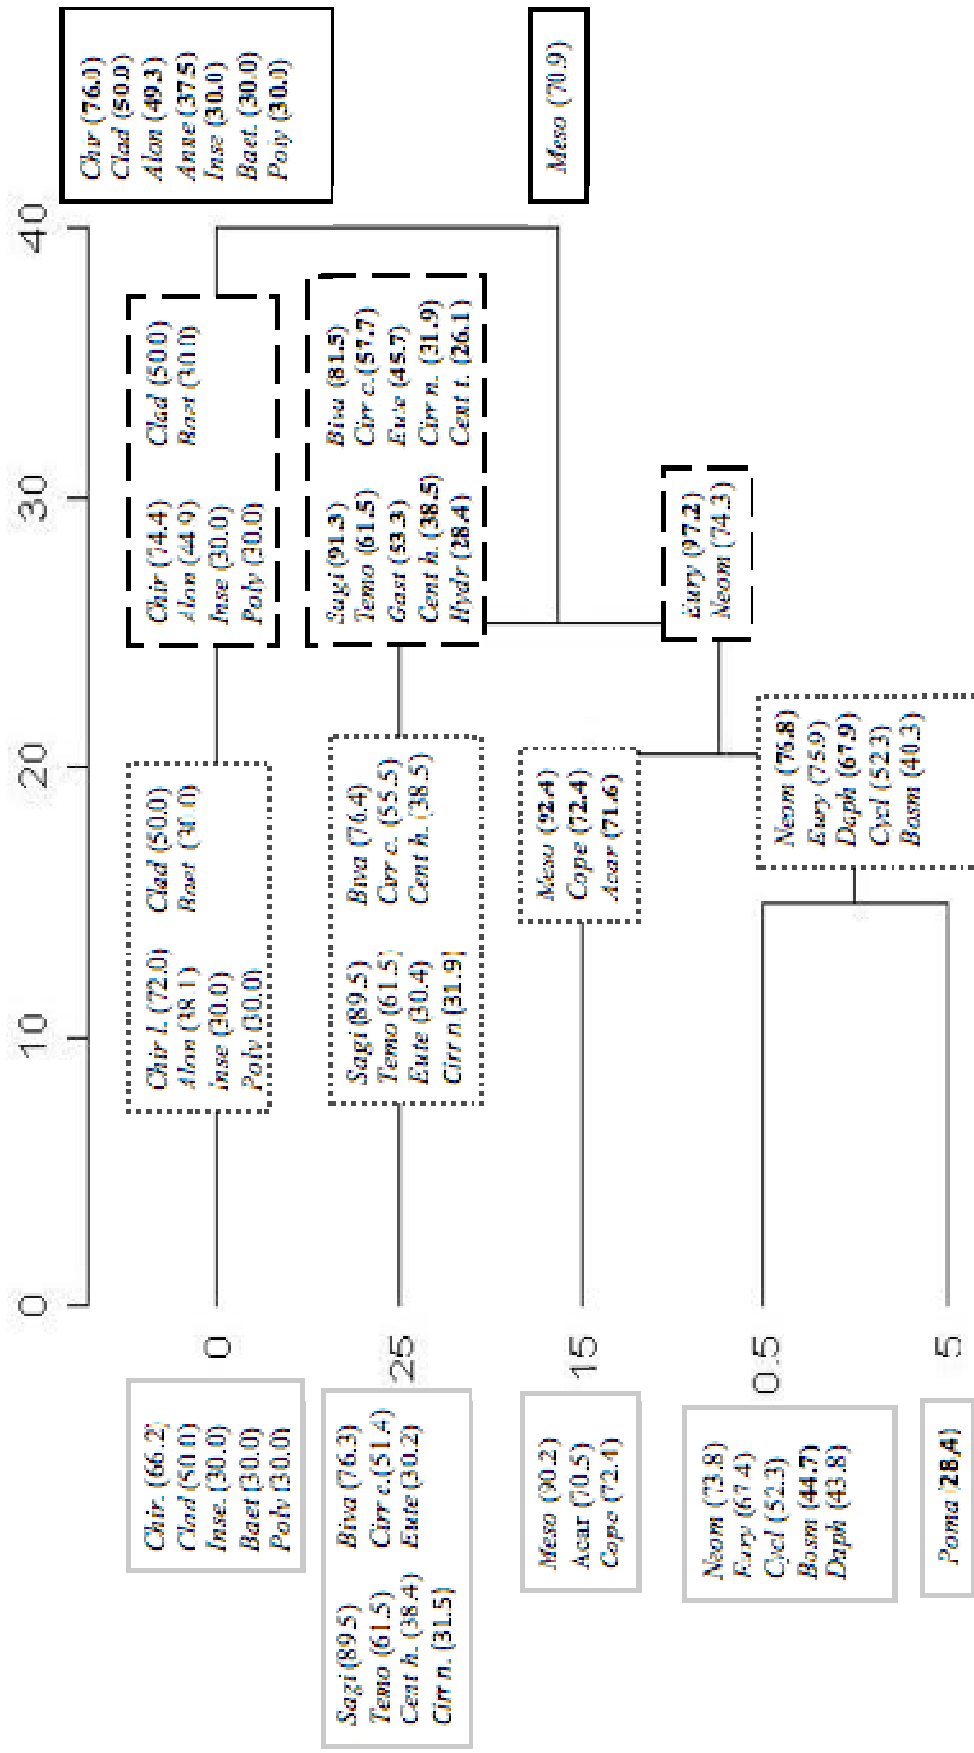 Chir (76.0)
Clad (50.0)
Alon (49.3)
Anne (37.5)
Inse (30.0)
Baet. (30.0)
Poly (30.0)
Meso (70.9)
40
30
20
10
0
Chir (74.4)
Alon (44.9)
Inse (30.0)
Poly (30.0)
Clad (50.0)
Baet (30.0)
Sagi (91.3)
Temo (61.5)
Gast (53.3)
Cent h. (38.5)
Hydr (28.4)
Biva (81.5)
Cirr c. (57.7)
Eute (45.7)
Cirr n. (31.9)
Cent t. (26.1)
Eury (97.2)
Neom (74.3)
Chir l. (72.0)
Alon (38.1)
Inse (30.0)
Poly (30.0)
Clad (50.0)
Baet (30.0)
Sagi (89.5)
Temo (61.5)
Eute (30.4)
Cirr n (31.9)
Biva (76.4)
Cirr c. (55.5)
Cent h. (38.5)
Meso (92.4)
Cope (72.4)
Acar (71.6)
Neom (76.8)
Eury (75.9)
Daph (67.9)
Cycl (52.3)
Bosm (40.3)
0
25
15
0.5
5
Chir. (66.2)
Clad (50.0)
Inse. (30.0)
Baet (30.0)
Poly (30.0)
Sagi (89.5)
Temo (61.5)
Cent h. (38.4)
Cirr n. (31.5)
Biva (76.3)
Cirr c. (51.4)
Eute (30.2)
Meso (90.2)
Acar (70.5)
Cope (72.4)
Neom (73.8)
Eury (67.4)
Cycl (52.3)
Bosm (44.7)
Daph (43.8)
Poma (28,4)